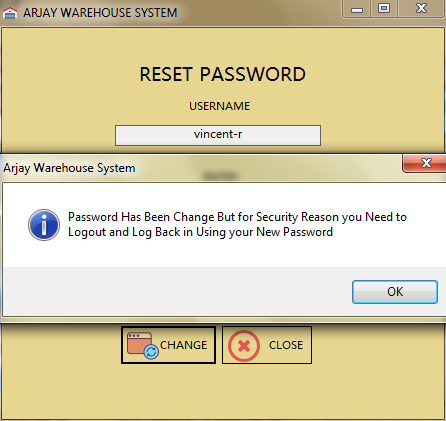 ARJAY WAREHOUSE SYSTEM
RESET PASSWORD
USERNAME
vincent-r
Arjay Warehouse System
Password Has Been Change But for Security Reason you Need to
Logout and Log Back in Using your New Password
OK
CHANGE
CLOSE